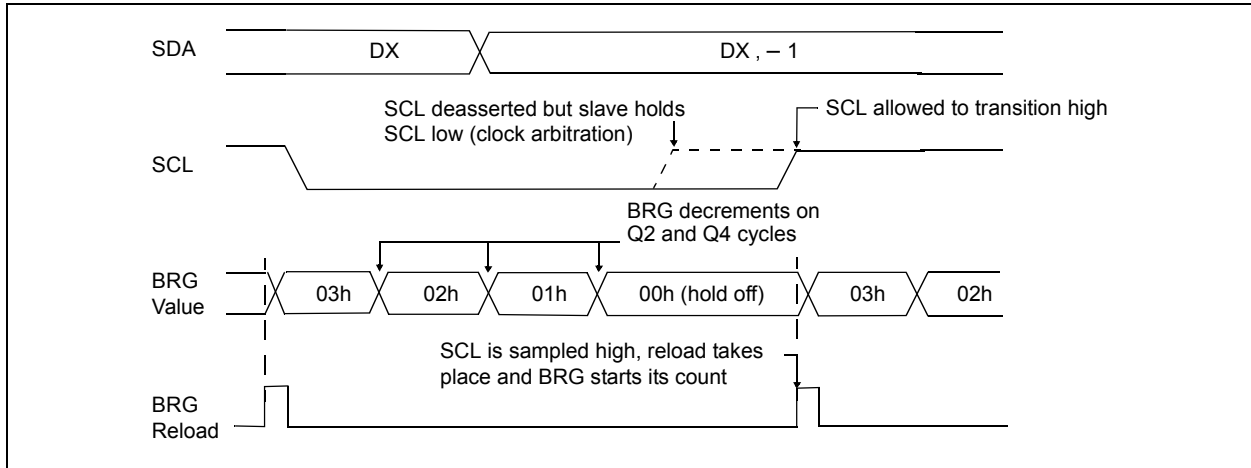 SDA
DX
DX , – 1
SCL deasserted but slave holds
SCL low (clock arbitration)
SCL allowed to transition high
SCL
BRG decrements on
Q2 and Q4 cycles
BRG
Value
03h
02h
01h
00h (hold off)
03h
02h
SCL is sampled high, reload takes
place and BRG starts its count
BRG
Reload